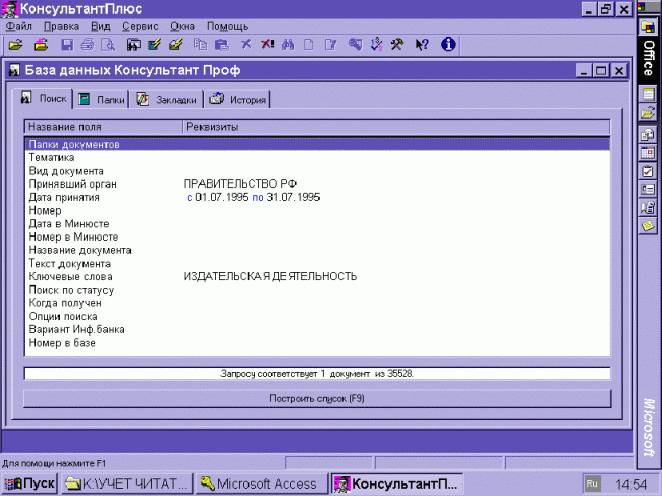 КонсультантПлюс
Файл Правка Вид Сервис Окна Помощь
База данных Консультант Проф
Поиск Папки Закладки История
Название поля Реквизиты
Папки документов
Тематика
Вид документа
Принявший орган ПРАВИТЕЛЬСТВО РФ
Дата принятия с 01.07.1995 по 31.07.1995
Номер
Дата в Минюсте
Номер в Минюсте
Название документа
Текст документа
Ключевые слова ИЗДАТЕЛЬСКАЯ ДЕЯТЕЛЬНОСТЬ
Поиск по статусу
Когда получен
Опции поиска
Вариант Инф.банка
Номер в базе
Запросу соответствует 1 документ из 35528.
Построить список (F9)
Для помощи нажмите F1
Пуск К:\УЧЕТ ЧИТАТ... Microsoft Access КонсультантП... Ru 14:54
Office
Microsoft